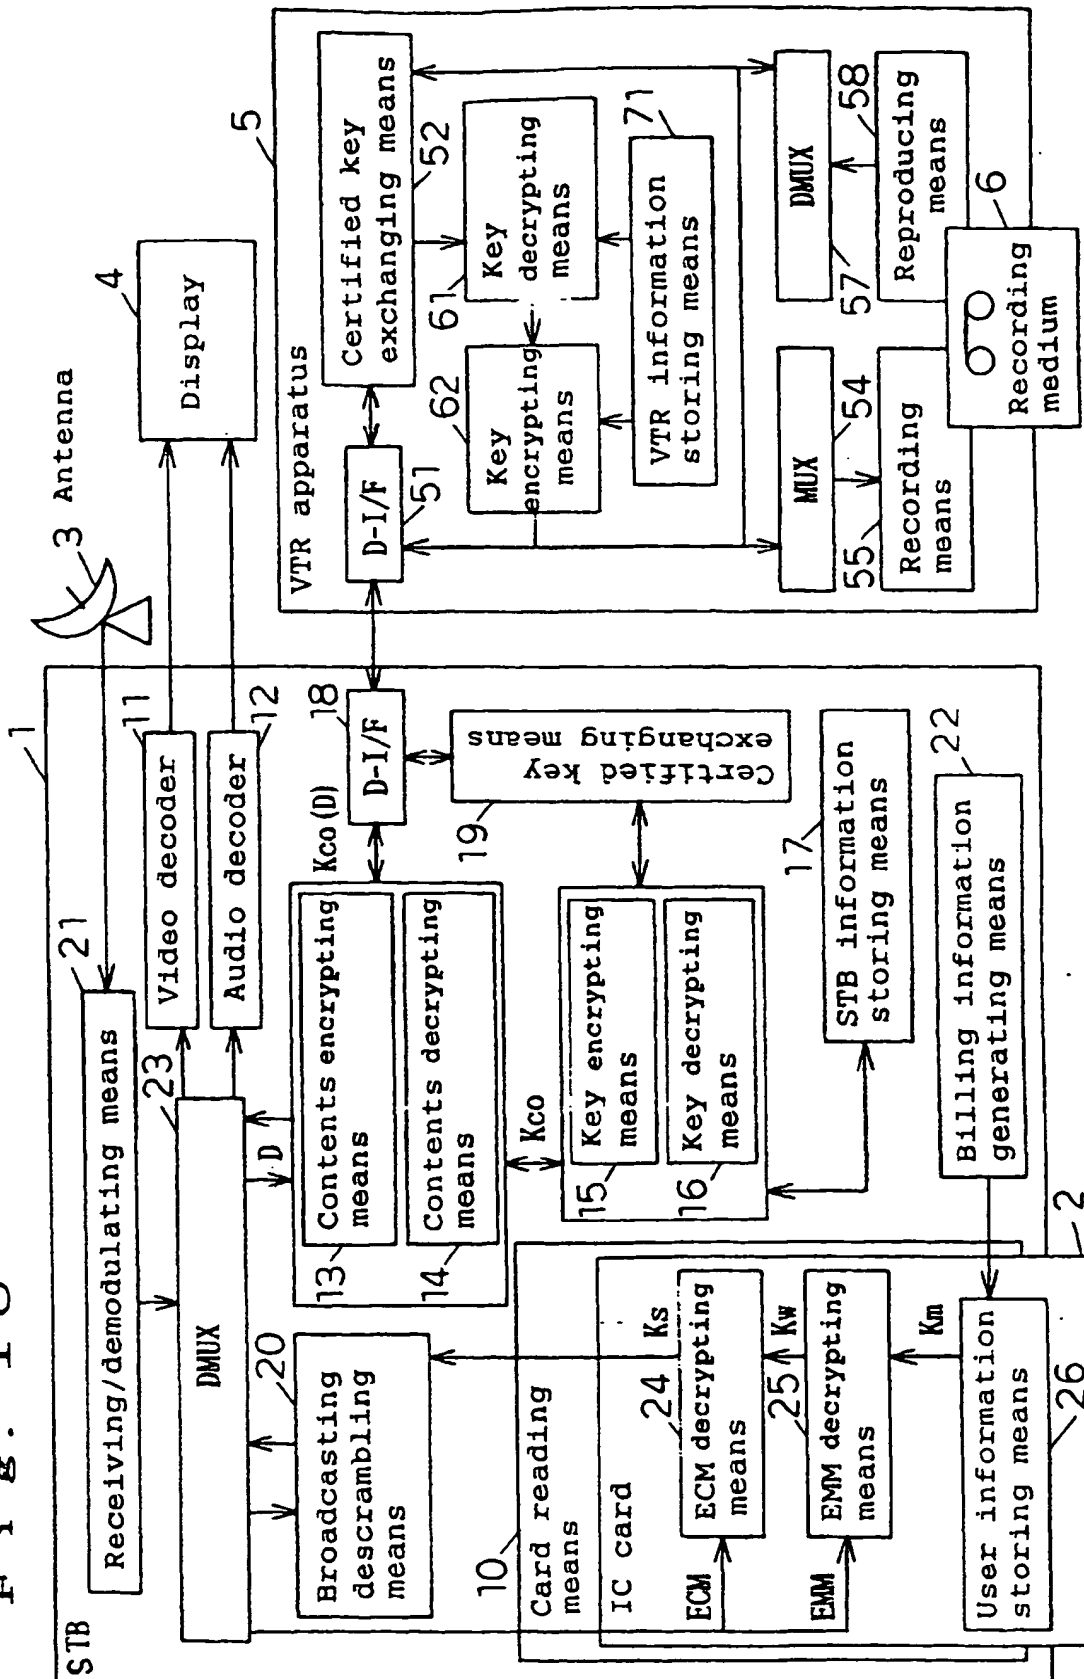 Fig. 10
STB
1
Receiving/demodulating means
21
3 Antenna
DMUX
23
Video decoder
11
Audio decoder
12
Display
4
Broadcasting
descrambling
means
20
D
Contents encrypting
means
13
Contents decrypting
means
14
Kco(D)
D-I/F
18
Certified key
exchanging means
19
Kco
Key encrypting
means
15
Key decrypting
means
16
STB information
storing means
17
Billing information
generating means
22
10
Card reading
means
IC card
2
ECM
ECM decrypting
means
24
Ks
EMM
EMM decrypting
means
25
Kw
Km
User information
storing means
26
VTR apparatus
5
D-I/F
51
Certified key
exchanging means
52
Key
decrypting
means
61
Key
encrypting
means
62
VTR information
storing means
71
MUX
54
Recording
means
55
DMUX
57
Reproducing
means
58
Recording
medium
6